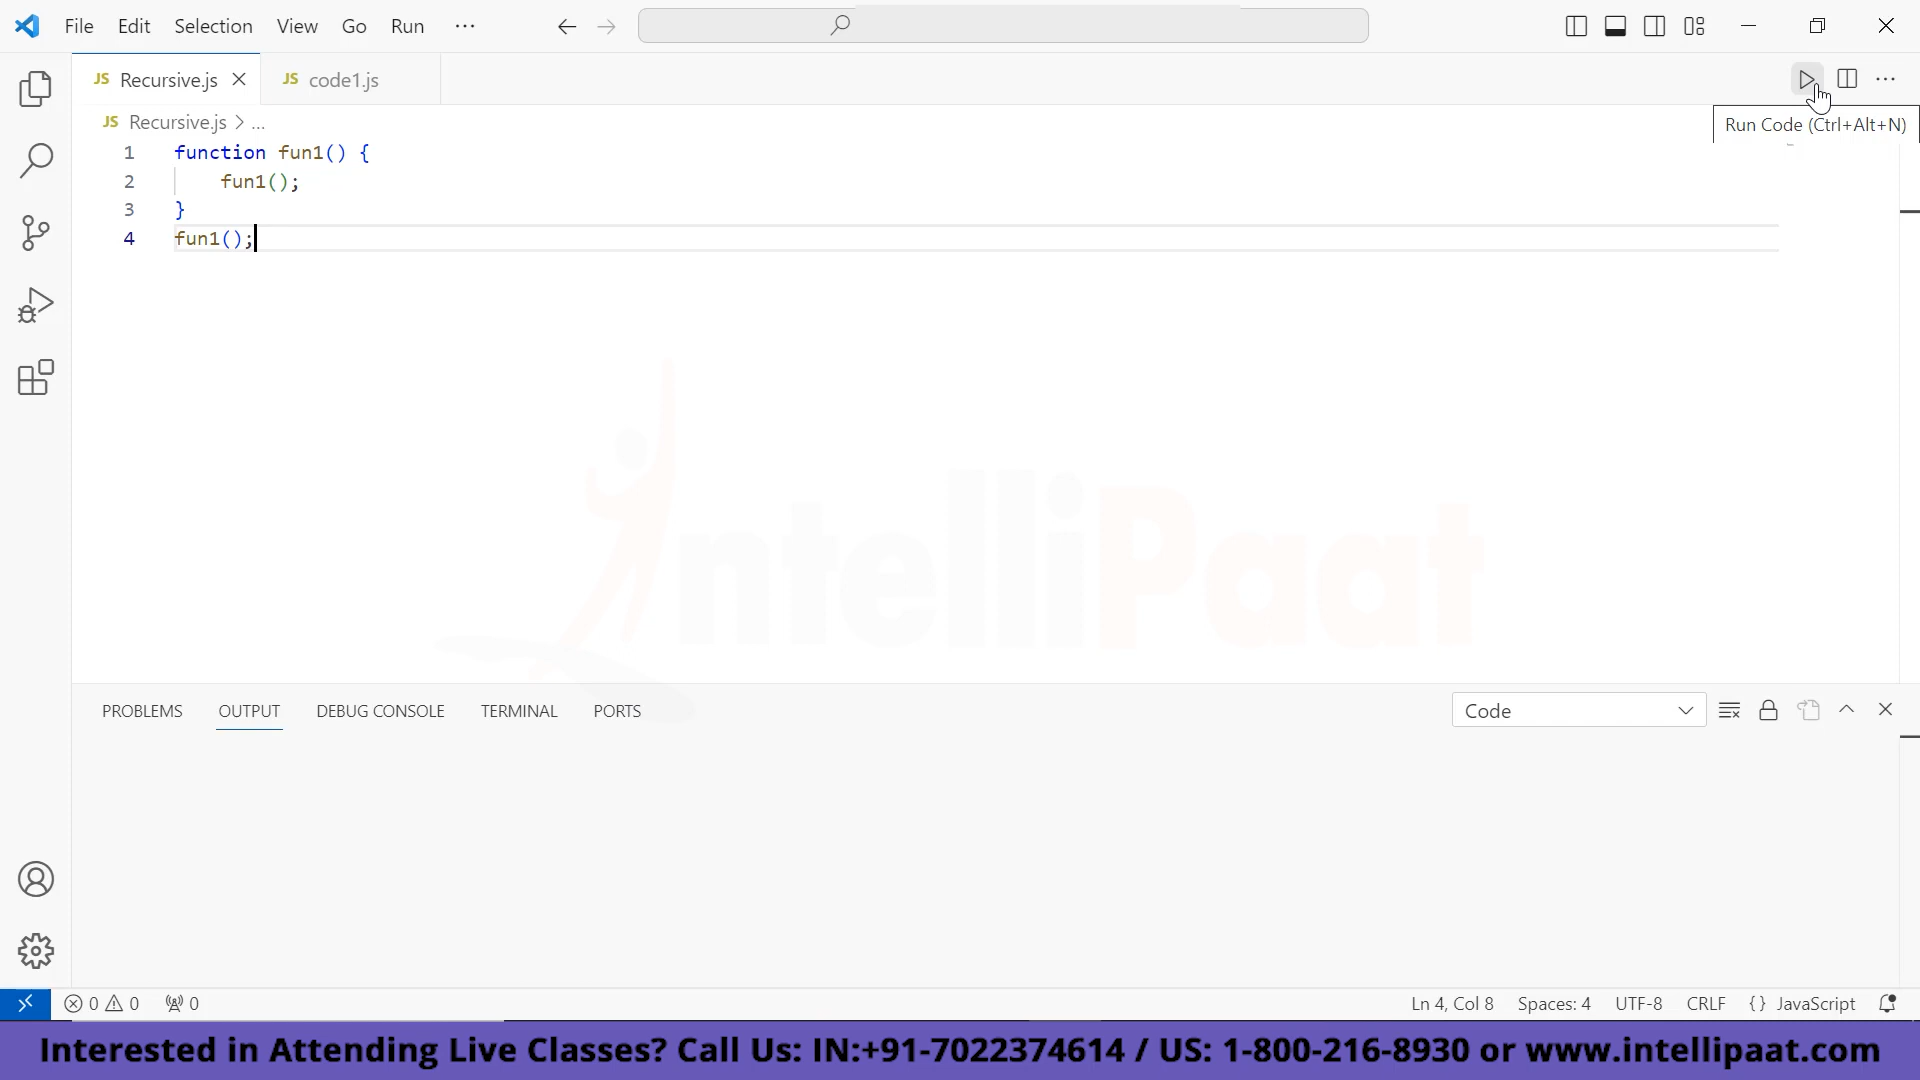 File Edit Selection View Go Run ···
JS Recursive.js JS code1.js
JS Recursive.js > ...
Run Code (Ctrl+Alt+N)
1 function fun1() {
2 fun1();
3 }
4 fun1();
IntelliPaat
PROBLEMS OUTPUT DEBUG CONSOLE TERMINAL PORTS Code
0 0 0 Ln 4, Col 8 Spaces: 4 UTF-8 CRLF {} JavaScript
Interested in Attending Live Classes? Call Us: IN:+91-7022374614 / US: 1-800-216-8930 or www.intellipaat.com